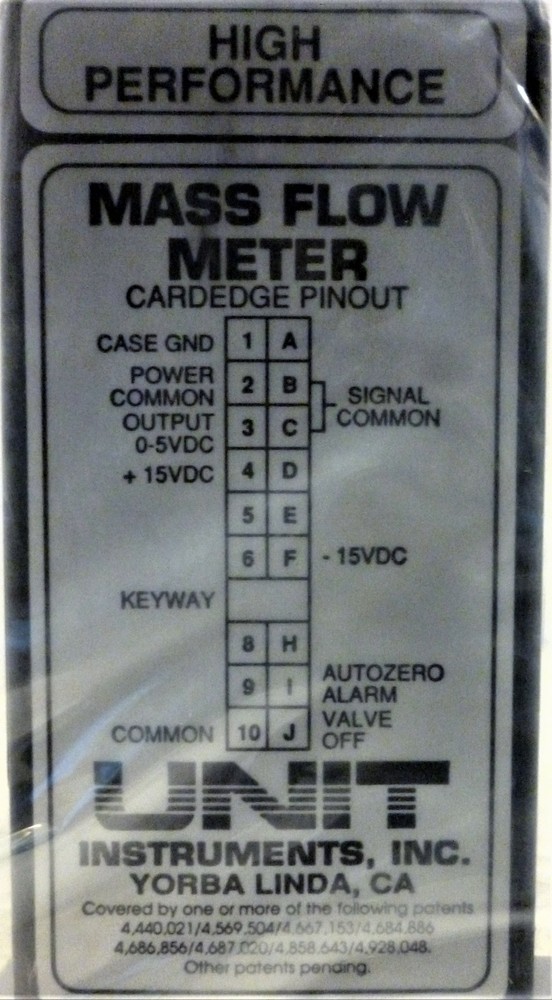 HIGH
PERFORMANCE
MASS FLOW
METER
CARDEDGE PINOUT
CASE GND 1 A
POWER
COMMON 2 B
SIGNAL
COMMON
OUTPUT
0-5VDC 3 C
+ 15VDC 4 D
5 E
6 F - 15VDC
KEYWAY
8 H
9 I AUTOZERO
ALARM
COMMON 10 J VALVE
OFF
UNIT
INSTRUMENTS, INC.
YORBA LINDA, CA
Covered by one or more of the following patents
4,440,021/4,569,504/4,667,153/4,684,886
4,686,856/4,687,020/4,858,643/4,928,048.
Other patents pending.